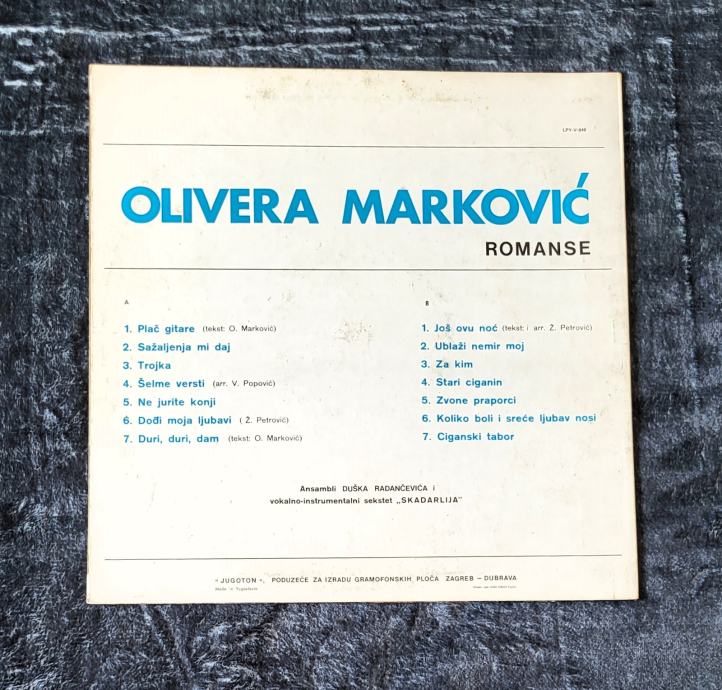 LPY-V-848
OLIVERA MARKOVIĆ
ROMANSE
A
1. Plač gitare (tekst: O. Marković)
2. Sažaljenja mi daj
3. Trojka
4. Šelme versti (arr. V. Popović)
5. Ne jurite konji
6. Dođi moja ljubavi ( Ž. Petrović)
7. Duri, duri, dam (tekst: O. Marković)
B
1. Još ovu noć (tekst: i arr. Ž. Petrović)
2. Ublaži nemir moj
3. Za kim
4. Stari ciganin
5. Zvone praporci
6. Koliko boli i sreće ljubav nosi
7. Ciganski tabor
Ansambli DUŠKA RADANČEVIĆA i
vokalno-instrumentalni sekstet „SKADARLIJA"
« JUGOTON », PODUZEĆE ZA IZRADU GRAMOFONSKIH PLOČA ZAGREB – DUBRAVA
Made in Yugoslavia